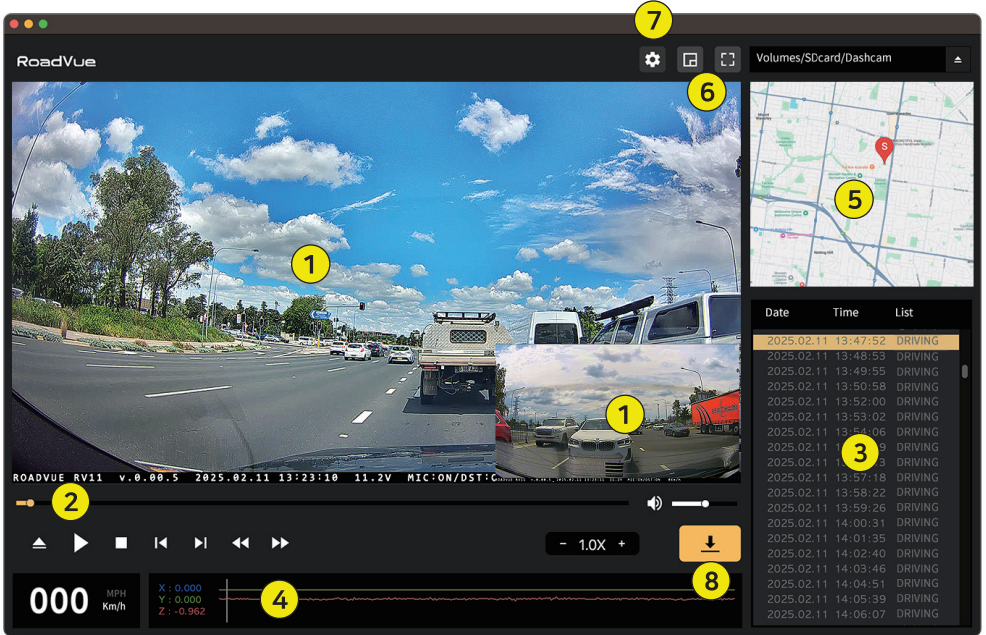 7
RoadVue
Volumes/SDcard/Dashcam
6
S
5
1
Date Time List
2025.02.11 13:47:52 DRIVING
2025.02.11 13:48:53 DRIVING
2025.02.11 13:49:55 DRIVING
2025.02.11 13:50:58 DRIVING
2025.02.11 13:52:00 DRIVING
2025.02.11 13:53:02 DRIVING
2025.02.11 13:54:06 DRIVING
2025.02.11 DRIVING
2025.02.11 DRIVING
3
2025.02.11 13:57:18 DRIVING
2025.02.11 13:58:22 DRIVING
2025.02.11 13:59:26 DRIVING
2025.02.11 14:00:31 DRIVING
2025.02.11 14:01:35 DRIVING
2025.02.11 14:02:40 DRIVING
2025.02.11 14:03:46 DRIVING
2025.02.11 14:04:51 DRIVING
2025.02.11 14:05:39 DRIVING
2025.02.11 14:06:07 DRIVING
1
ROADVUE RV11 v.0.00.5 2025.02.11 13:23:10 11.2V MIC:ON/DST:
2
- 1.0X +
8
000 MPH
Km/h
X : 0.000
Y : 0.000
Z : -0.962
4